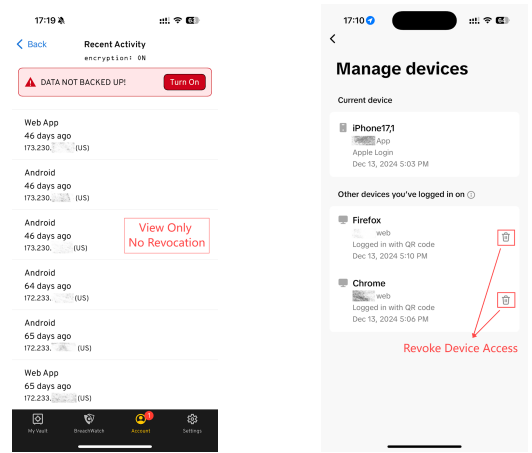 17:19
Back
Recent Activity
encryption: ON
DATA NOT BACKED UP!
Turn On
Web App
46 days ago
173.230. (US)
Android
46 days ago
173.230. (US)
Android
46 days ago
173.230. (US)
View Only
No Revocation
Android
64 days ago
172.233. (US)
Android
65 days ago
172.233. (US)
Web App
65 days ago
172.233. (US)
My Vault
BreachWatch
1
Account
Settings
17:10
Manage devices
Current device
iPhone17,1
App
Apple Login
Dec 13, 2024 5:03 PM
Other devices you've logged in on
Firefox
web
Logged in with QR code
Dec 13, 2024 5:10 PM
Chrome
web
Logged in with QR code
Dec 13, 2024 5:06 PM
Revoke Device Access